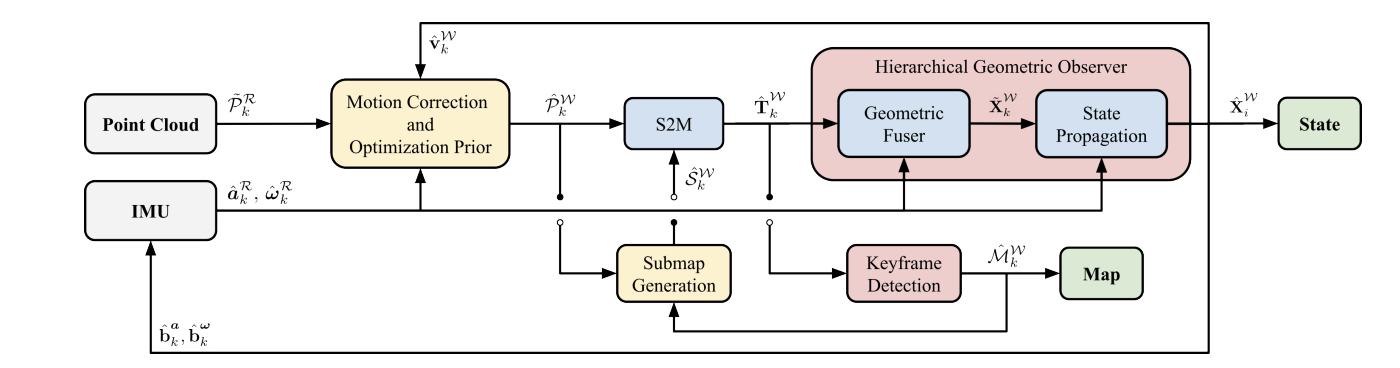 $\hat{\mathbf{v}}_k^{\mathcal{W}}$
Hierarchical Geometric Observer
Point Cloud
$\tilde{\mathcal{P}}_k^{\mathcal{R}}$
Motion Correction
and
Optimization Prior
$\hat{\mathcal{P}}_k^{\mathcal{W}}$
S2M
$\hat{\mathbf{T}}_k^{\mathcal{W}}$
Geometric
Fuser
$\tilde{\mathbf{X}}_k^{\mathcal{W}}$
State
Propagation
$\hat{\mathbf{X}}_i^{\mathcal{W}}$
State
$\hat{\mathcal{S}}_k^{\mathcal{W}}$
IMU
$\hat{\boldsymbol{a}}_k^{\mathcal{R}}, \hat{\boldsymbol{\omega}}_k^{\mathcal{R}}$
Submap
Generation
Keyframe
Detection
$\hat{\mathcal{M}}_k^{\mathcal{W}}$
Map
$\hat{\mathbf{b}}_k^{\boldsymbol{a}}, \hat{\mathbf{b}}_k^{\boldsymbol{\omega}}$